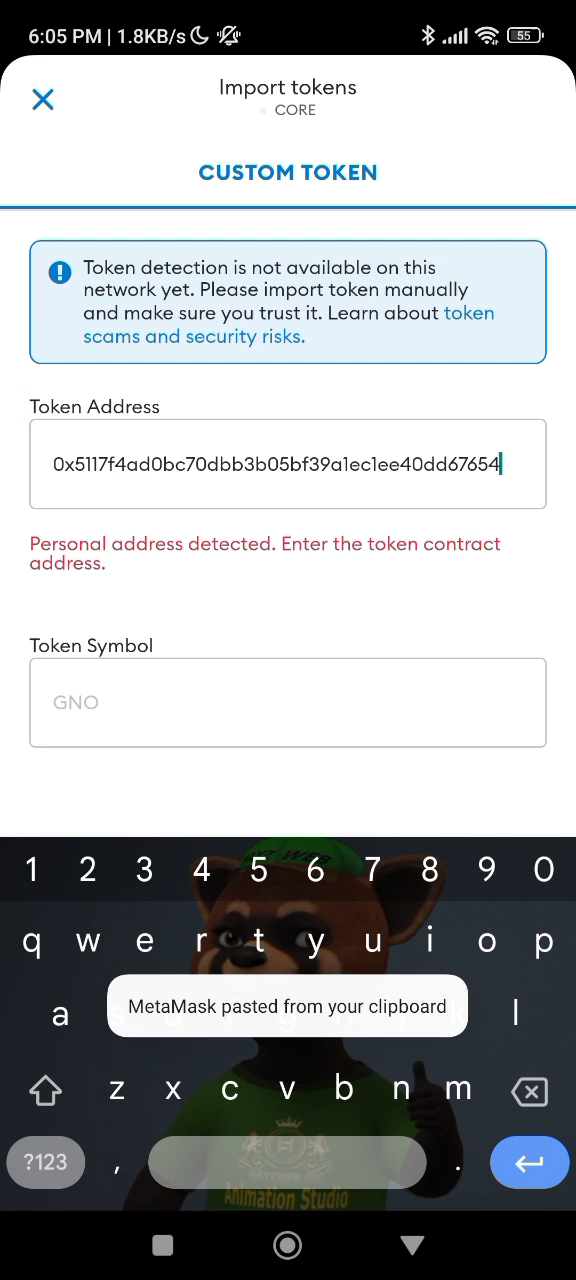 6:05 PM | 1.8KB/s
55
Import tokens
CORE
CUSTOM TOKEN
Token detection is not available on this
network yet. Please import token manually
and make sure you trust it. Learn about token
scams and security risks.
Token Address
0x5117f4ad0bc70dbb3b05bf39a1ec1ee40dd67654
Personal address detected. Enter the token contract
address.
Token Symbol
GNO
1 2 3 4 5 6 7 8 9 0
q w e r t y u i o p
a l
MetaMask pasted from your clipboard
z x c v b n m
?123 , .
Animation Studio